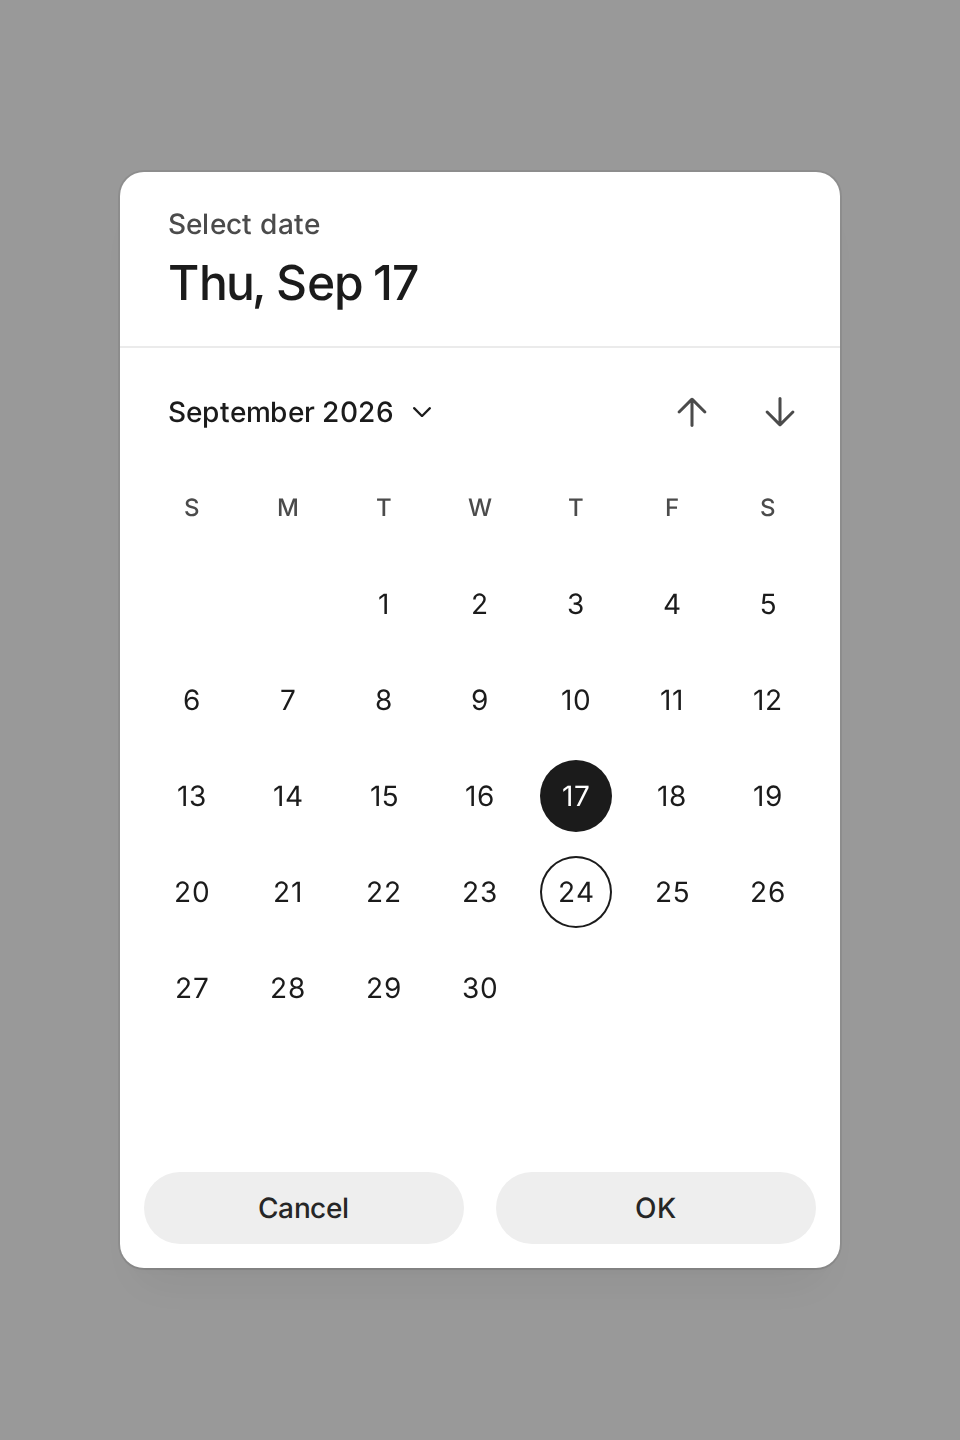 Select date
Thu, Sep 17
September 2026
S M T W T F S
1 2 3 4 5
6 7 8 9 10 11 12
13 14 15 16 17 18 19
20 21 22 23 24 25 26
27 28 29 30
Cancel OK